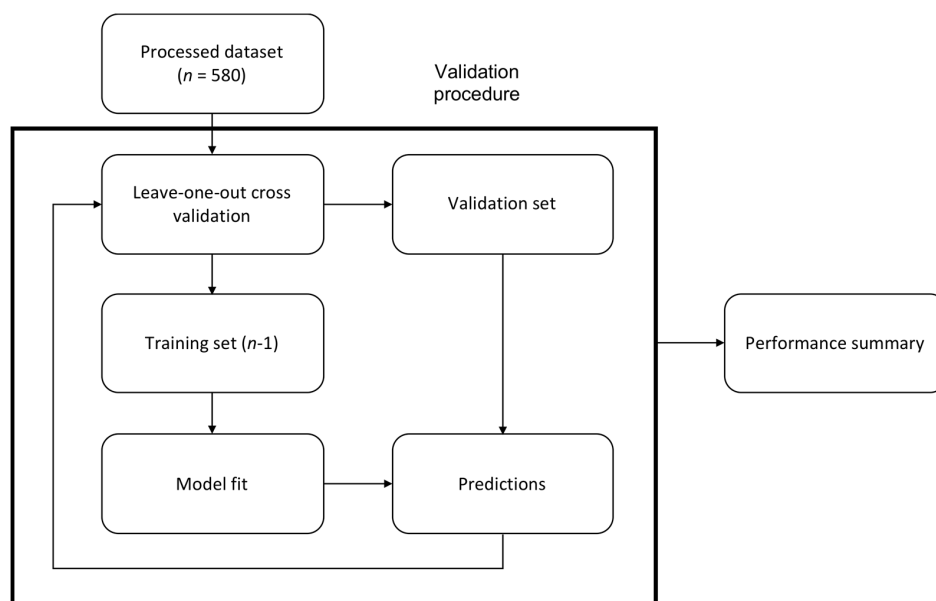 Processed dataset
(n = 580)
Validation
procedure
Leave-one-out cross
validation
Validation set
Training set (n-1)
Performance summary
Model fit
Predictions